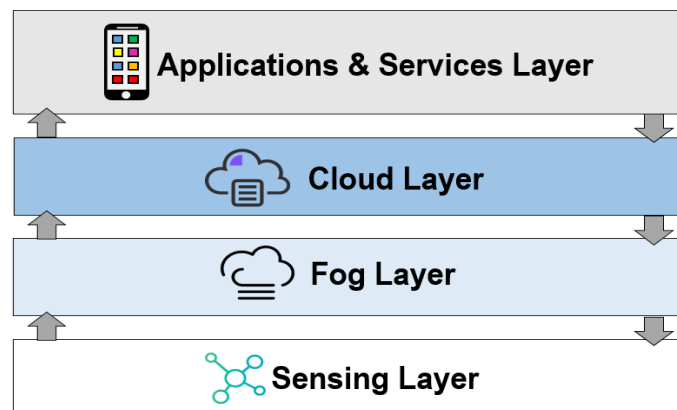 Applications & Services Layer
Cloud Layer
Fog Layer
Sensing Layer